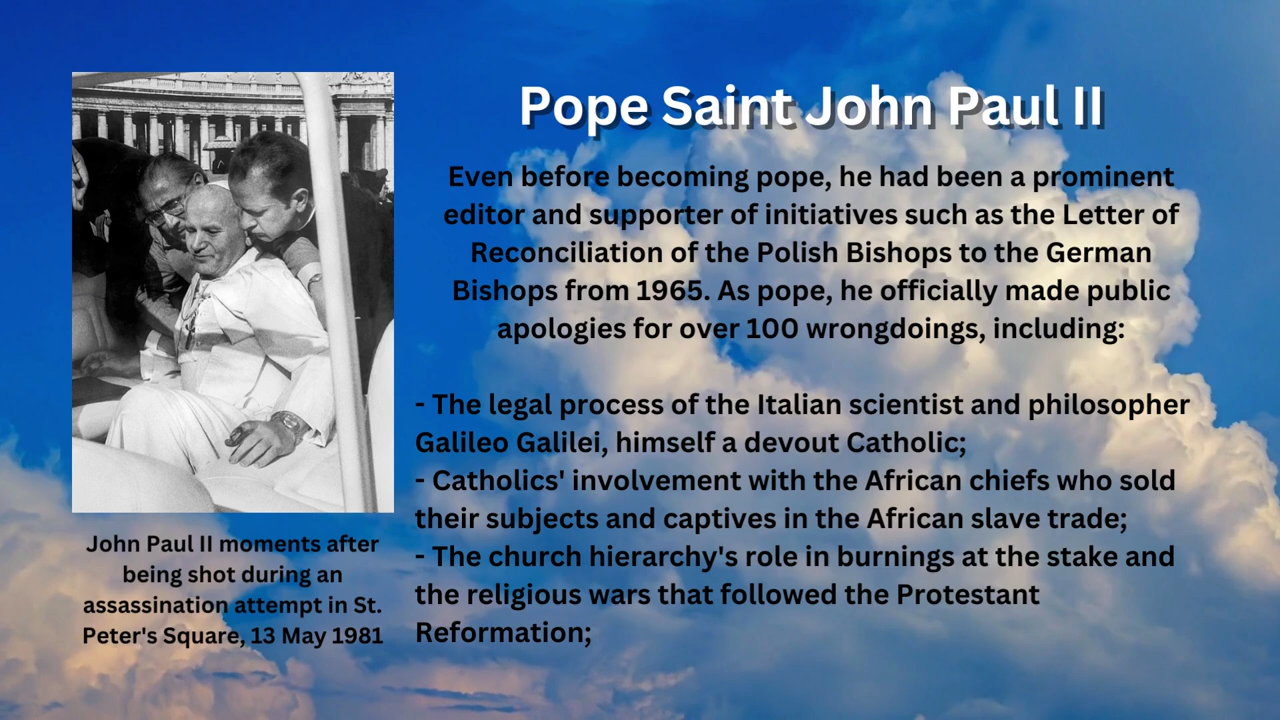 Pope Saint John Paul II
Even before becoming pope, he had been a prominent
editor and supporter of initiatives such as the Letter of
Reconciliation of the Polish Bishops to the German
Bishops from 1965. As pope, he officially made public
apologies for over 100 wrongdoings, including:
- The legal process of the Italian scientist and philosopher
Galileo Galilei, himself a devout Catholic;
- Catholics' involvement with the African chiefs who sold
their subjects and captives in the African slave trade;
- The church hierarchy's role in burnings at the stake and
the religious wars that followed the Protestant
Reformation;
John Paul II moments after
being shot during an
assassination attempt in St.
Peter's Square, 13 May 1981